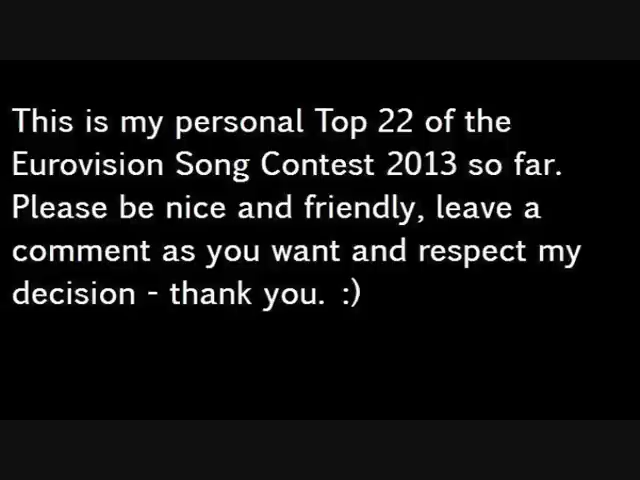 This is my personal Top 22 of the
Eurovision Song Contest 2013 so far.
Please be nice and friendly, leave a
comment as you want and respect my
decision - thank you. :)